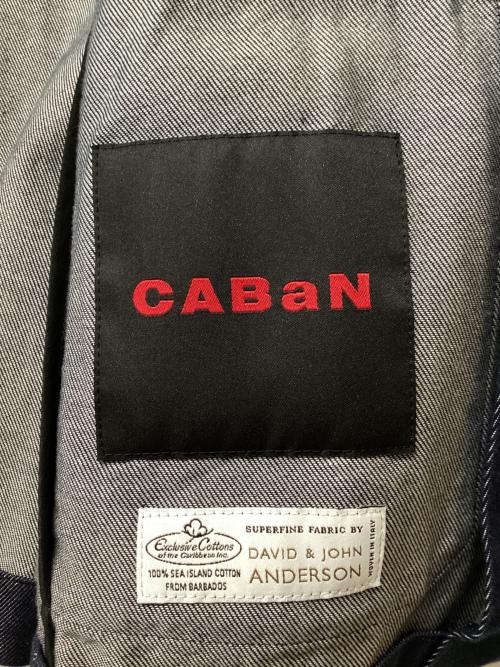 CABaN
Exclusive Cottons
of the Caribbean Inc.
100% SEA ISLAND COTTON
FROM BARBADOS
SUPERFINE FABRIC BY
DAVID & JOHN
ANDERSON
WOVEN IN ITALY